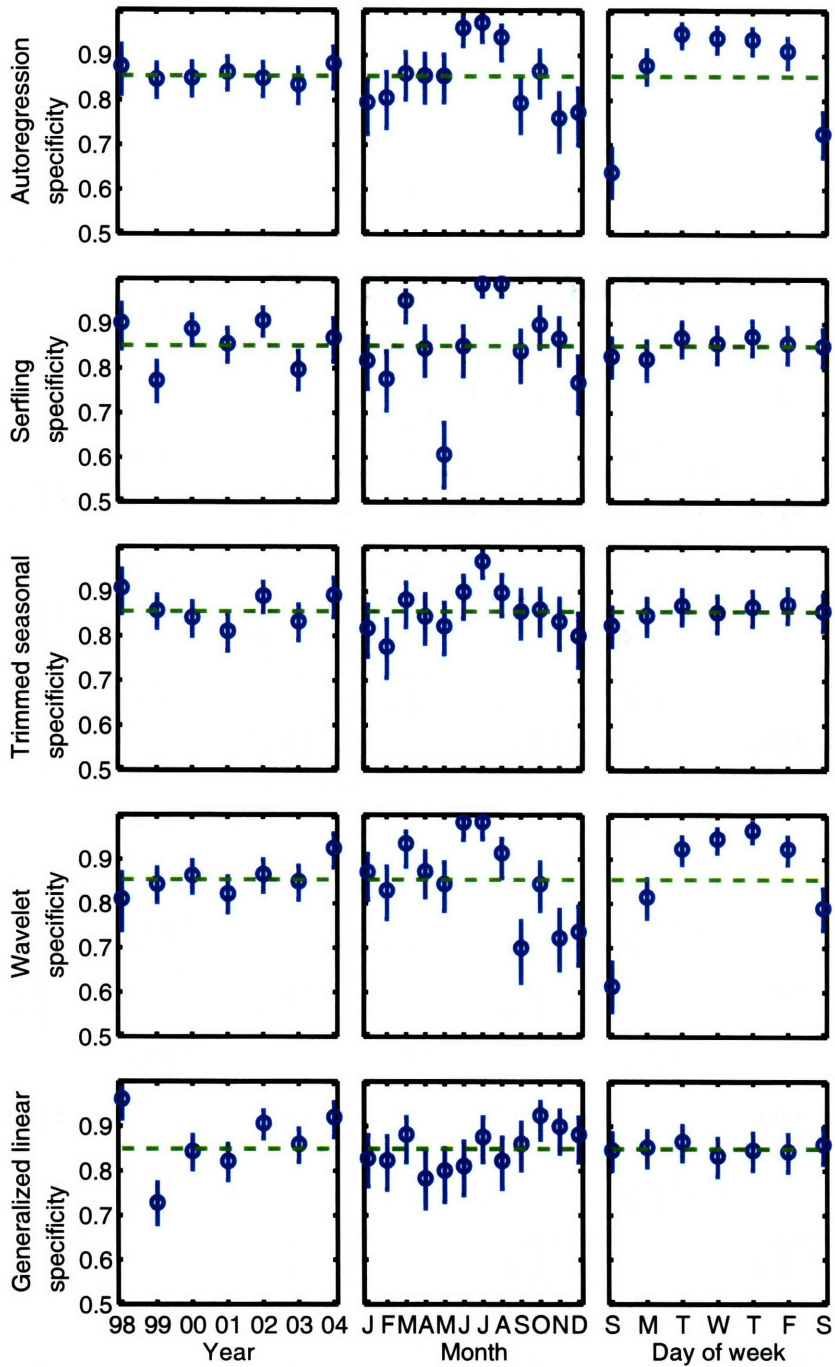 Autoregression
specificity
0.9
0.8
0.7
0.6
0.5
Serfling
specificity
0.9
0.8
0.7
0.6
0.5
Trimmed seasonal
specificity
0.9
0.8
0.7
0.6
0.5
Wavelet
specificity
0.9
0.8
0.7
0.6
0.5
Generalized linear
specificity
0.9
0.8
0.7
0.6
0.5
98 99 00 01 02 03 04
Year
J F M A M J J A S O N D
Month
S M T W T F S
Day of week